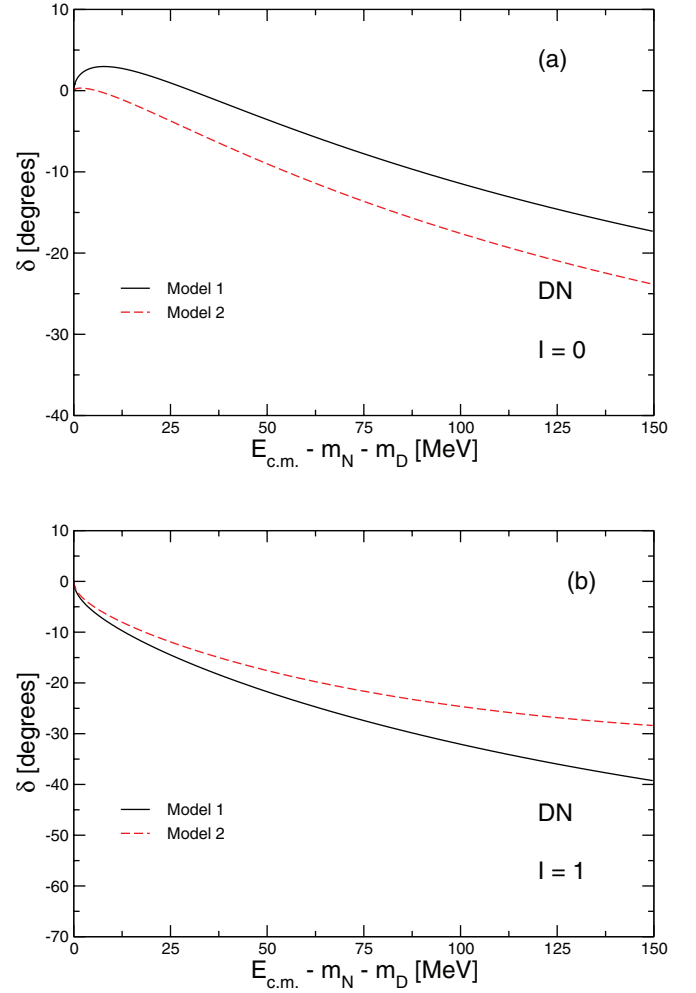 10
(a)
0
-10
δ [degrees]
-20
Model 1
DN
Model 2
-30
I = 0
-40
0 25 50 75 100 125 150
E_c.m. - m_N - m_D [MeV]
10
(b)
0
-10
-20
δ [degrees]
-30
-40
Model 1
DN
Model 2
-50
I = 1
-60
-70
0 25 50 75 100 125 150
E_c.m. - m_N - m_D [MeV]